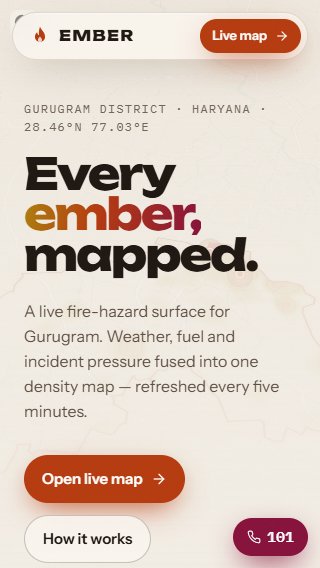 EMBER
Live map →
GURUGRAM DISTRICT · HARYANA ·
28.46°N 77.03°E
Every
ember,
mapped.
A live fire-hazard surface for
Gurugram. Weather, fuel and
incident pressure fused into one
density map — refreshed every five
minutes.
Open live map →
How it works
101